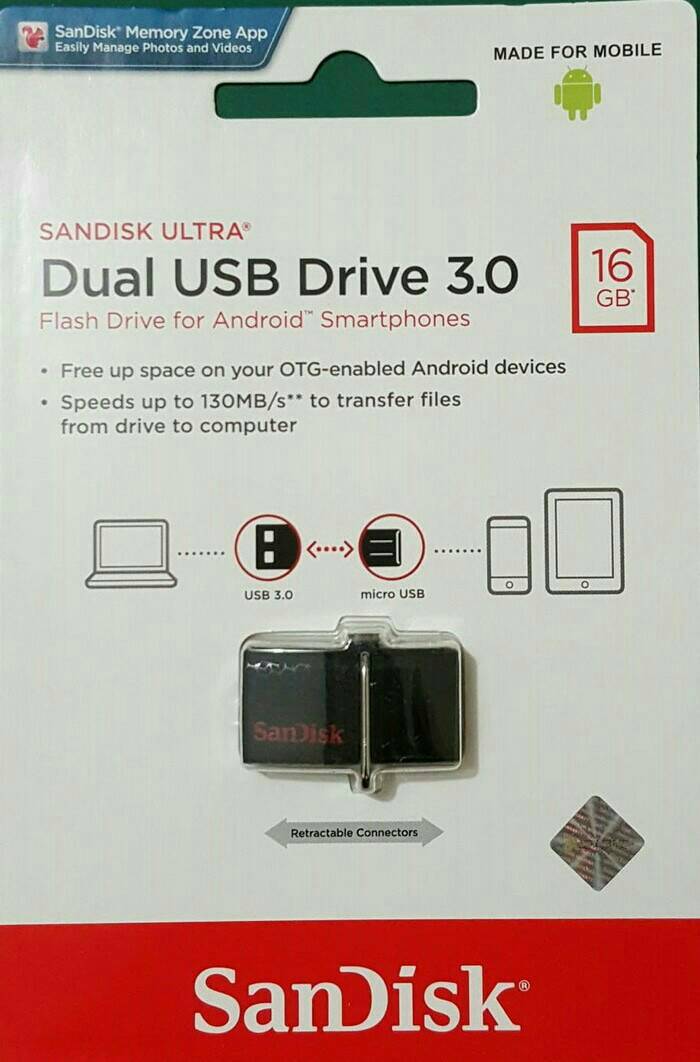 SanDisk® Memory Zone App
Easily Manage Photos and Videos
MADE FOR MOBILE
SANDISK ULTRA®
Dual USB Drive 3.0
16
GB*
Flash Drive for Android™ Smartphones
• Free up space on your OTG-enabled Android devices
• Speeds up to 130MB/s** to transfer files
from drive to computer
USB 3.0
micro USB
SanDisk
Retractable Connectors
SanDisk®